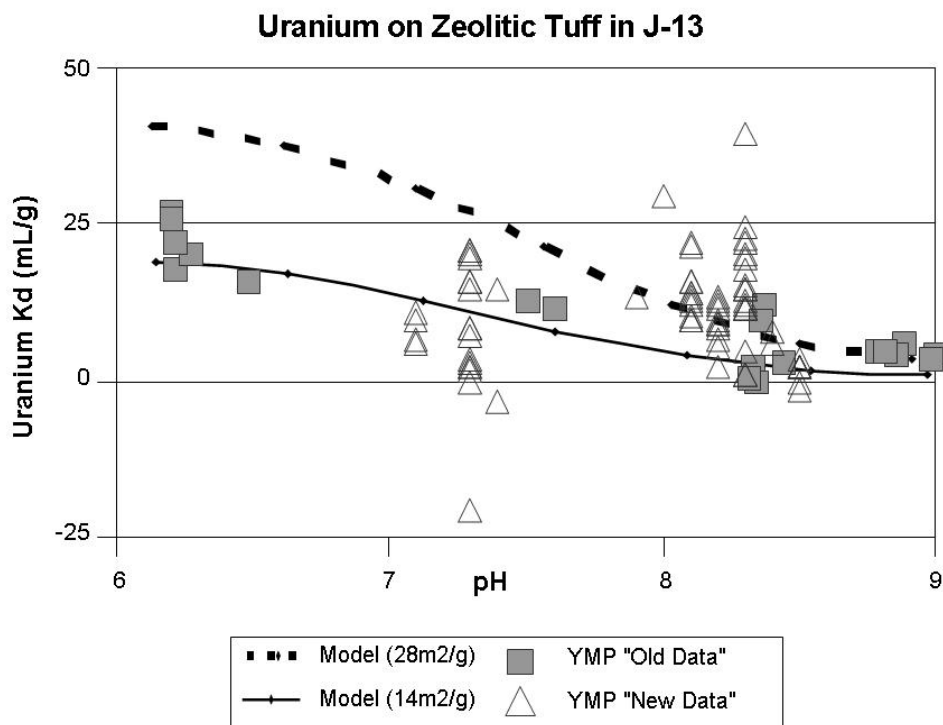 Uranium on Zeolitic Tuff in J-13
50
25
0
-25
Uranium Kd (mL/g)
6 7 8 9
pH
Model (28m2/g) YMP "Old Data"
Model (14m2/g) YMP "New Data"